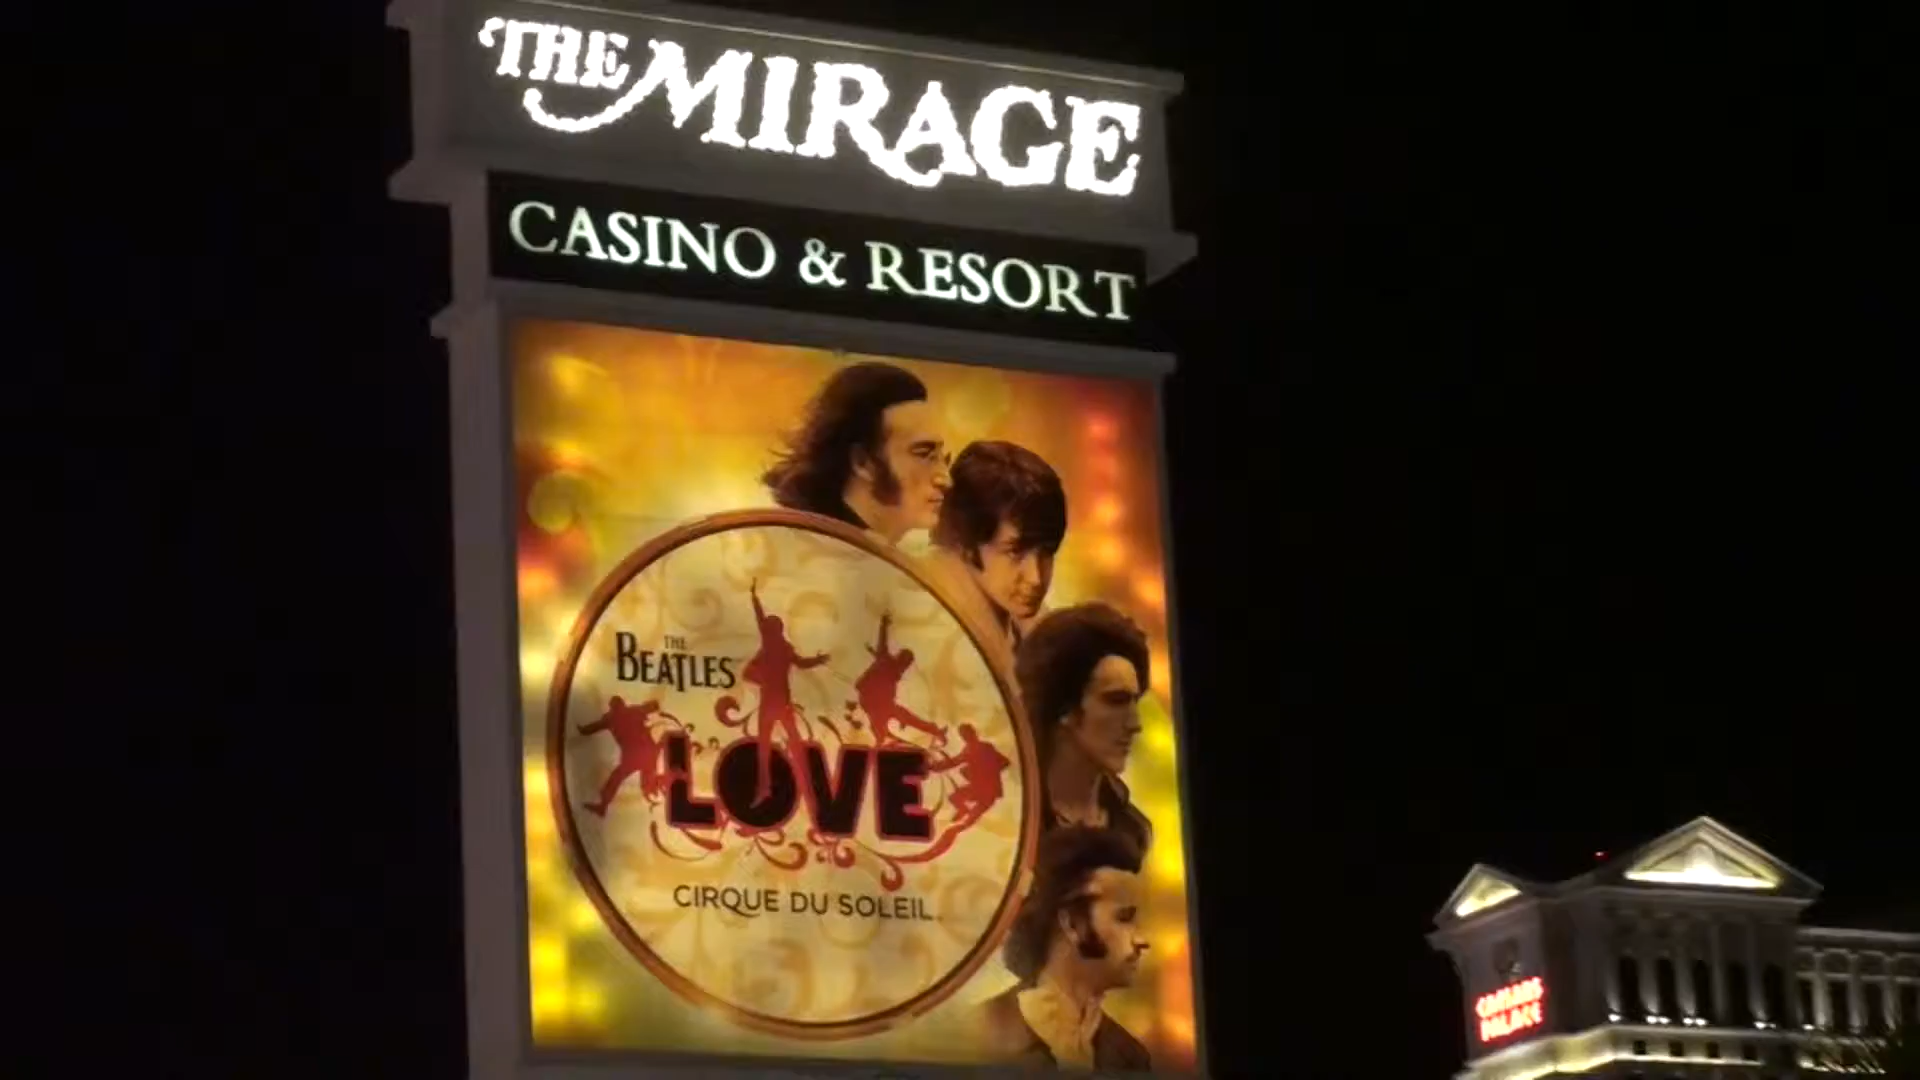 THE MIRAGE
CASINO & RESORT
THE
BEATLES
LOVE
CIRQUE DU SOLEIL
CAESARS
PALACE